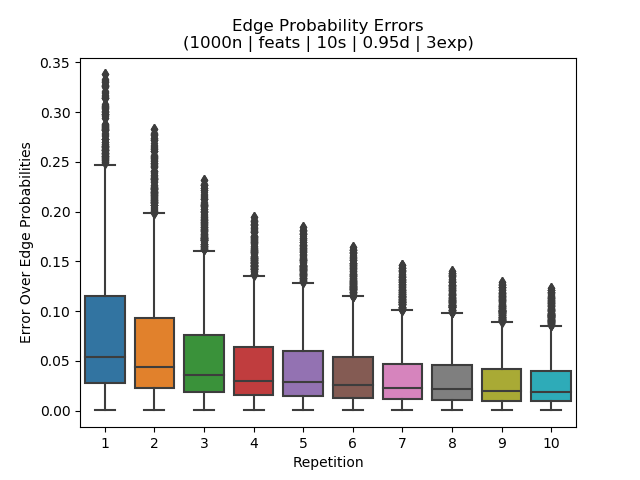 Edge Probability Errors
(1000n | feats | 10s | 0.95d | 3exp)
Error Over Edge Probabilities
0.35
0.30
0.25
0.20
0.15
0.10
0.05
0.00
1 2 3 4 5 6 7 8 9 10
Repetition